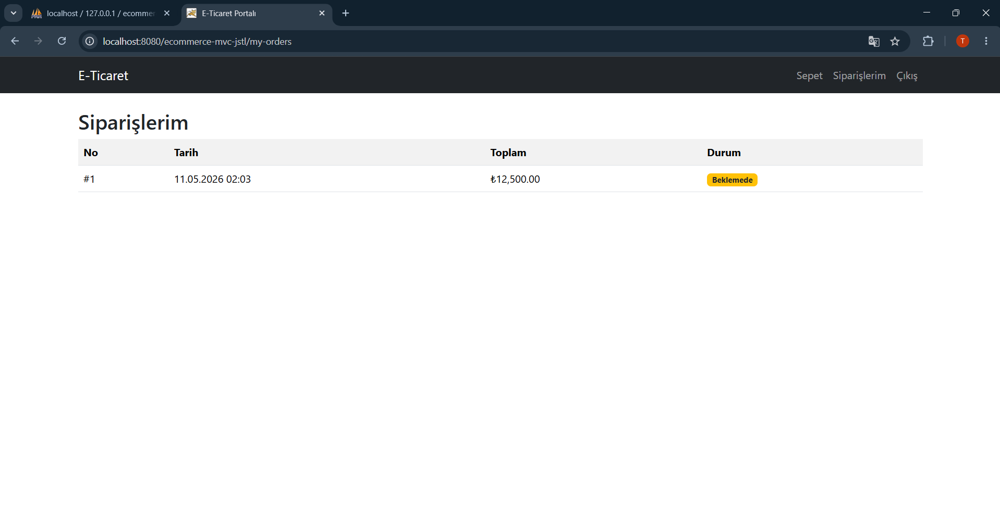 localhost / 127.0.0.1 / ecommer
E-Ticaret Portalı
localhost:8080/ecommerce-mvc-jstl/my-orders
T
E-Ticaret
Sepet Siparişlerim Çıkış
Siparişlerim
No Tarih Toplam Durum
#1 11.05.2026 02:03 ₺12,500.00 Beklemede